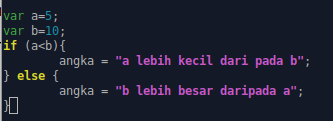 var a=5;
var b=10;
if (a<b){
        angka = "a lebih kecil dari pada b";
} else {
        angka = "b lebih besar daripada a";
}